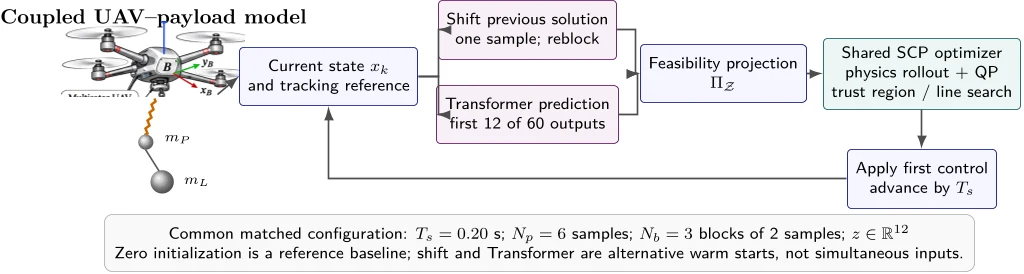 Coupled UAV–payload model
B
y_B
x_B
m_P
m_L
Current state x_k
and tracking reference
Shift previous solution
one sample; reblock
Transformer prediction
first 12 of 60 outputs
Feasibility projection
Π_𝒵
Shared SCP optimizer
physics rollout + QP
trust region / line search
Apply first control
advance by T_s
Common matched configuration: T_s = 0.20 s; N_p = 6 samples; N_b = 3 blocks of 2 samples; z ∈ ℝ^12
Zero initialization is a reference baseline; shift and Transformer are alternative warm starts, not simultaneous inputs.